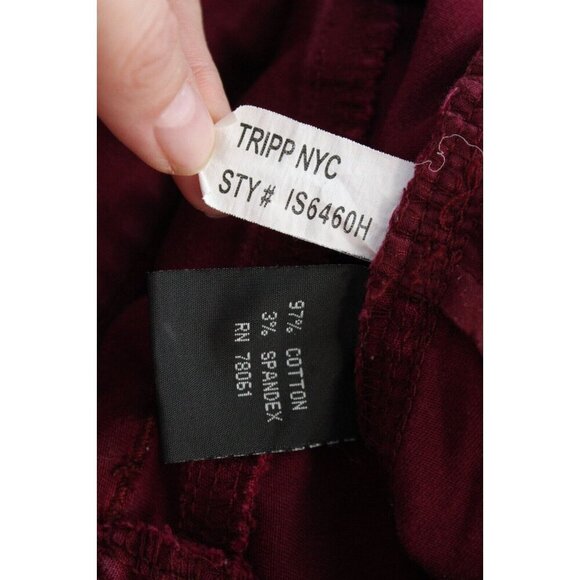 TRIPP NYC
STY# IS6460H
97% COTTON
3% SPANDEX
RN 78061